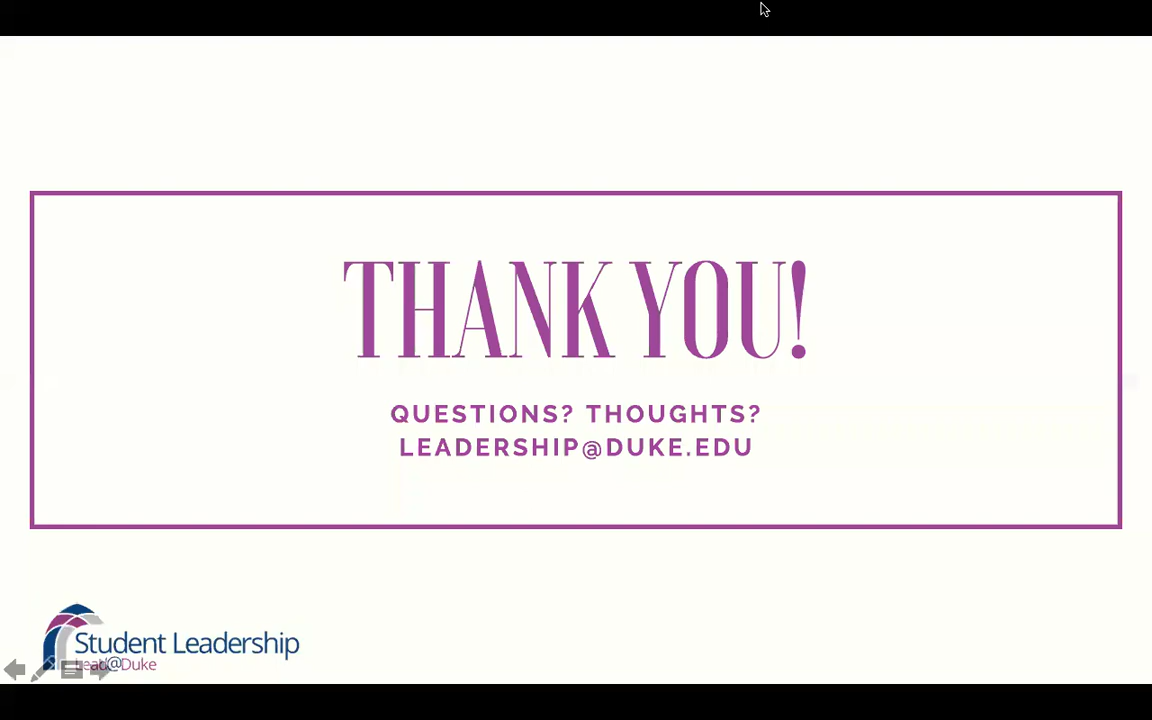 THANK YOU!
QUESTIONS? THOUGHTS?
LEADERSHIP@DUKE.EDU
Student Leadership
Lead@Duke